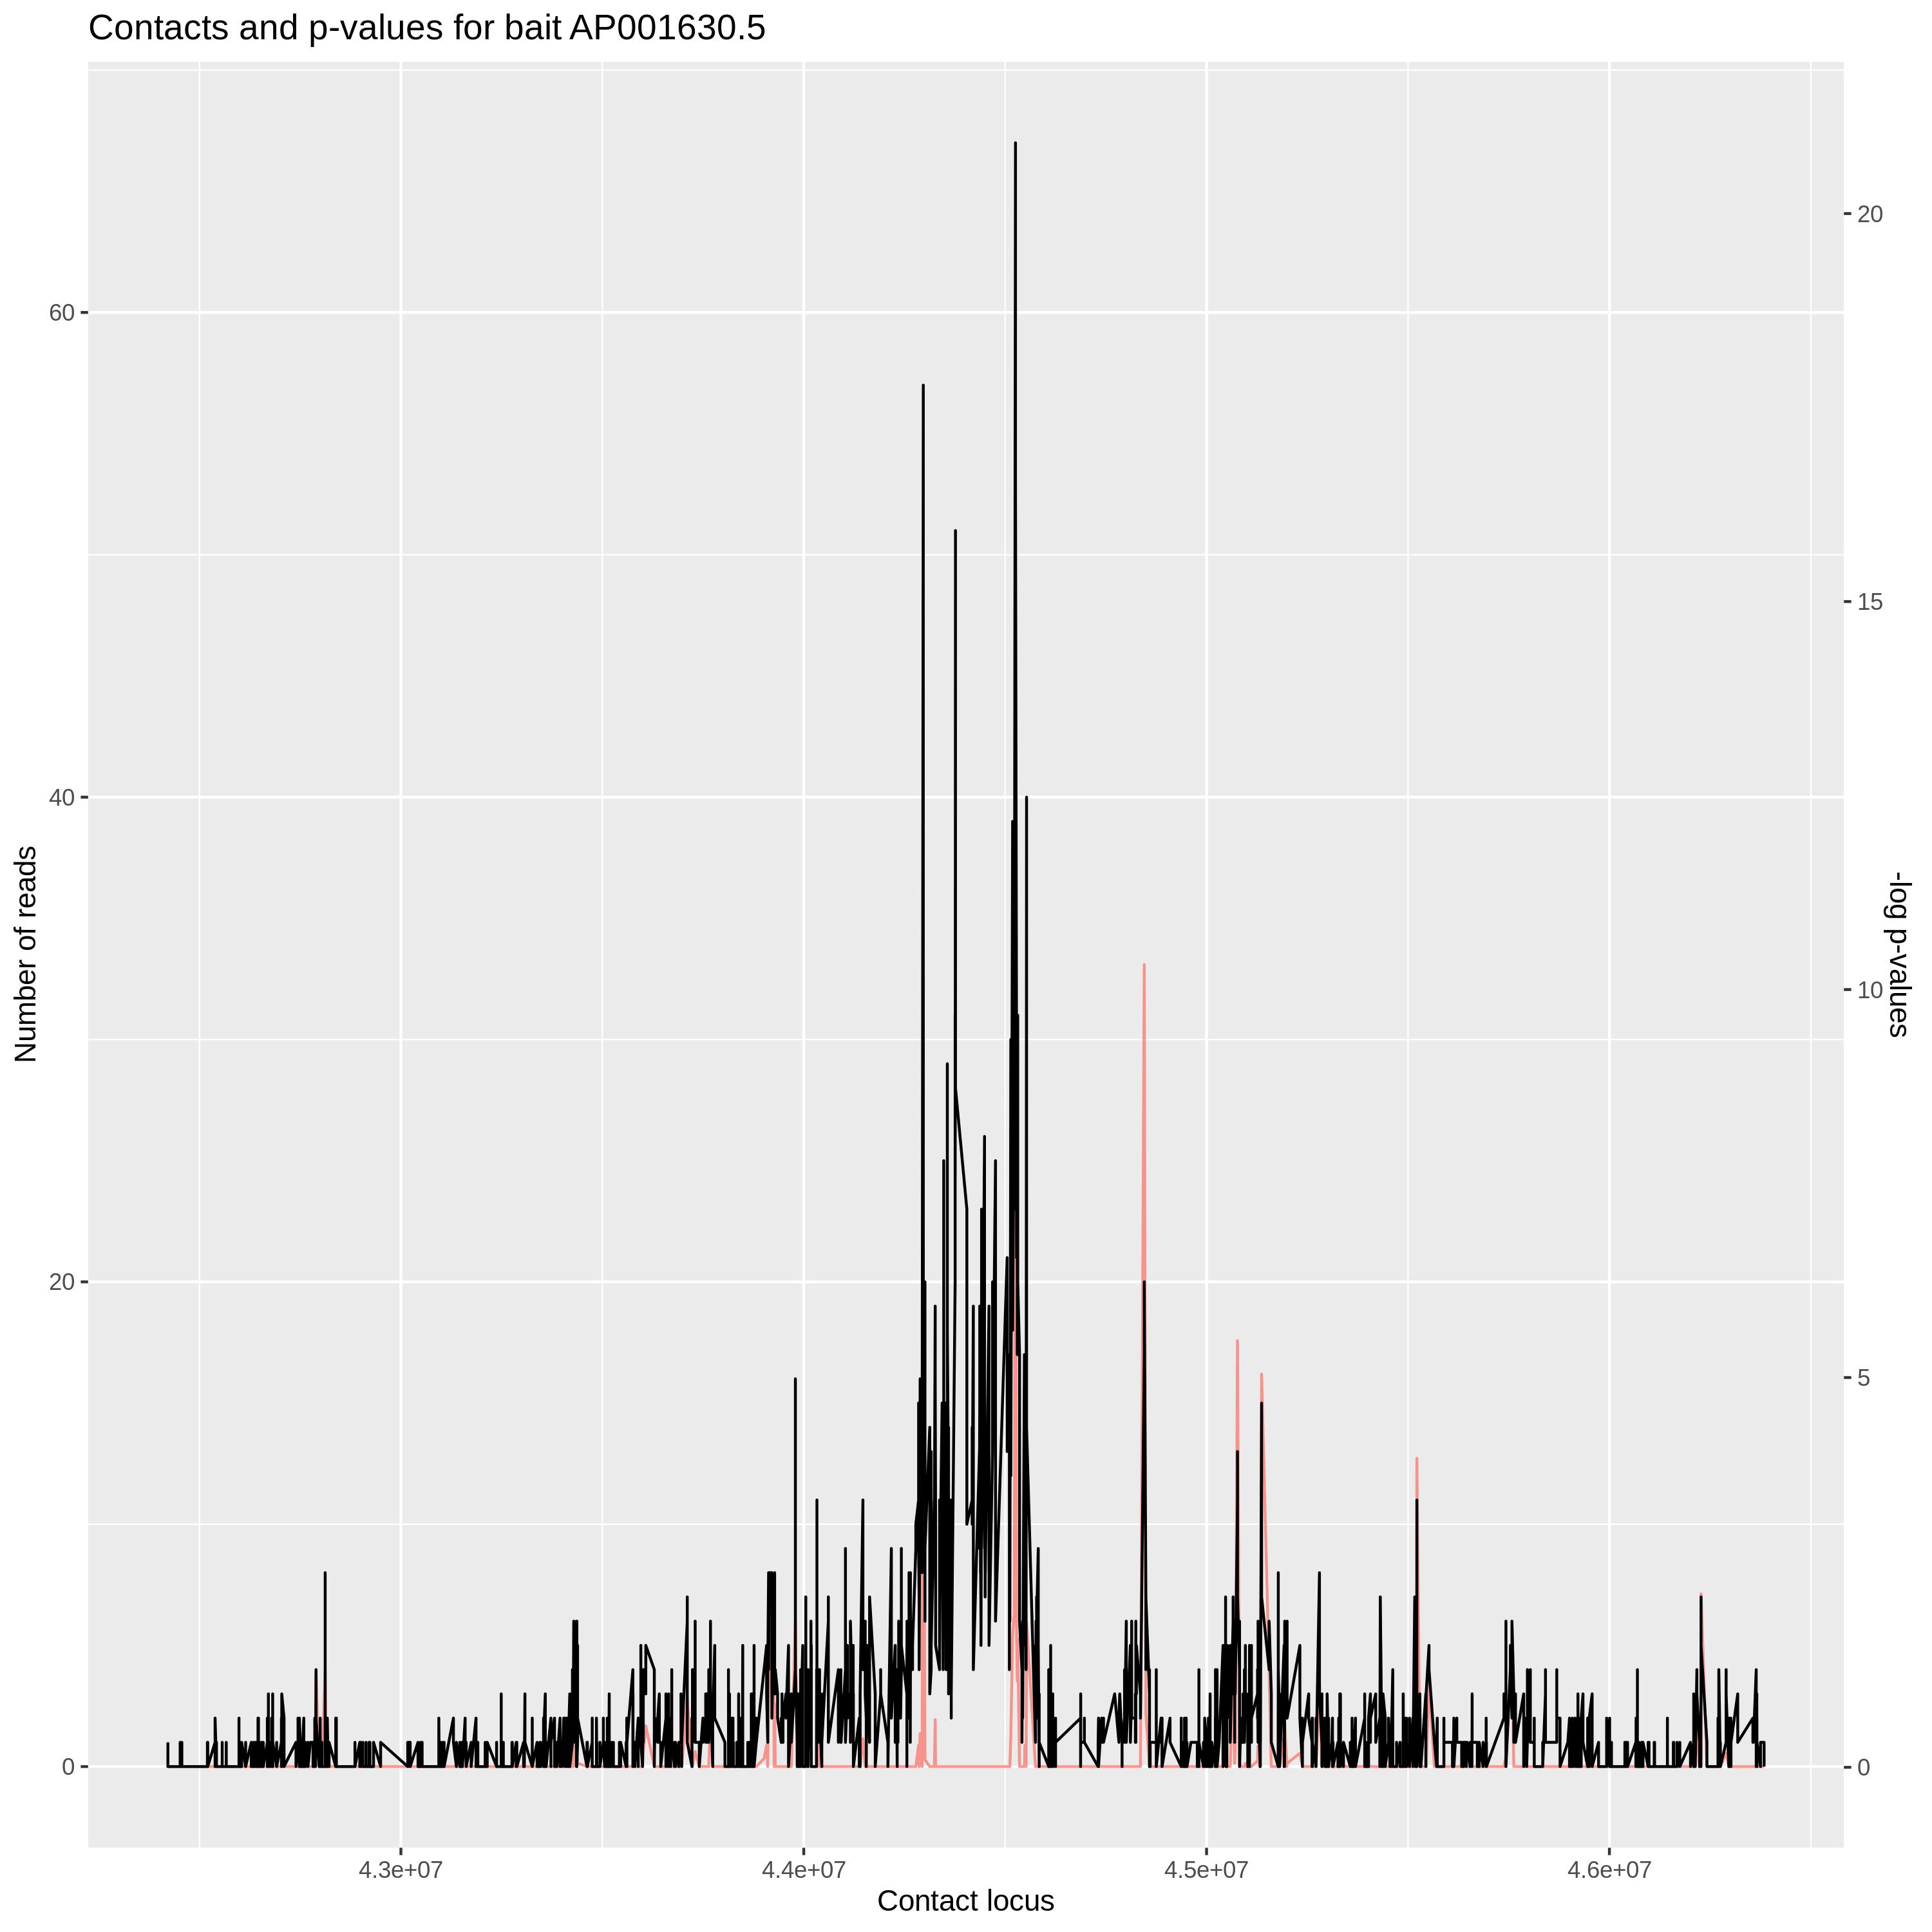 Contacts and p-values for bait AP001630.5
60
40
20
0
Number of reads
20
15
10
5
0
-log p-values
4.3e+07
4.4e+07
4.5e+07
4.6e+07
Contact locus